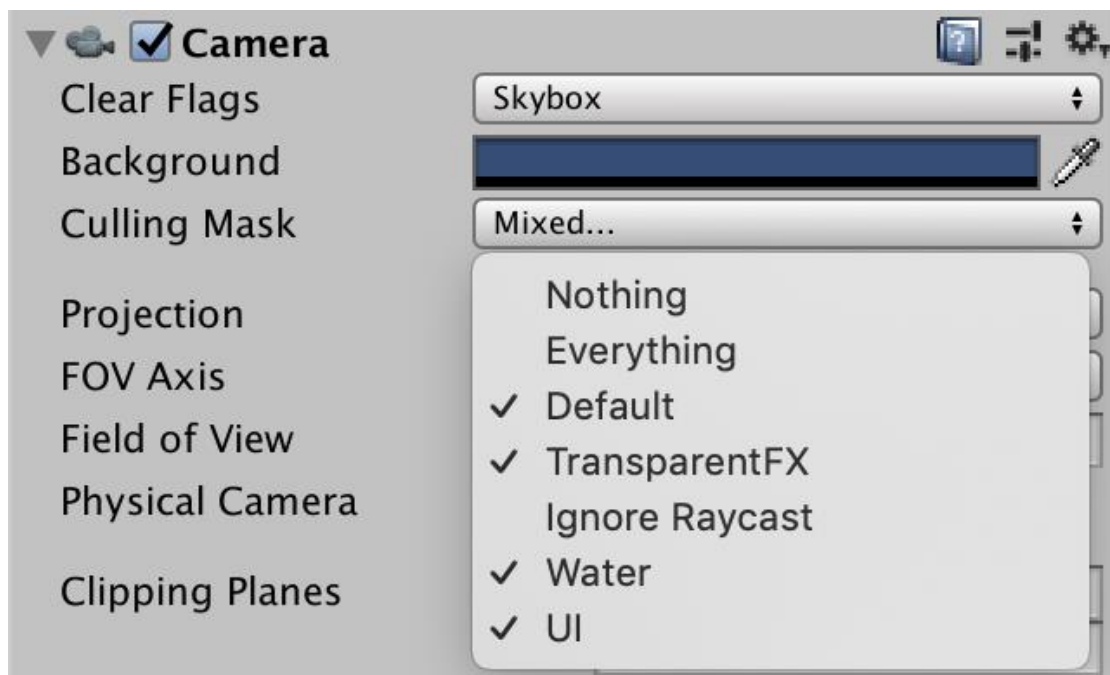 Camera
Clear Flags Skybox
Background
Culling Mask Mixed...
Nothing
Projection
Everything
FOV Axis
Default
Field of View
TransparentFX
Physical Camera
Ignore Raycast
Water
Clipping Planes
UI